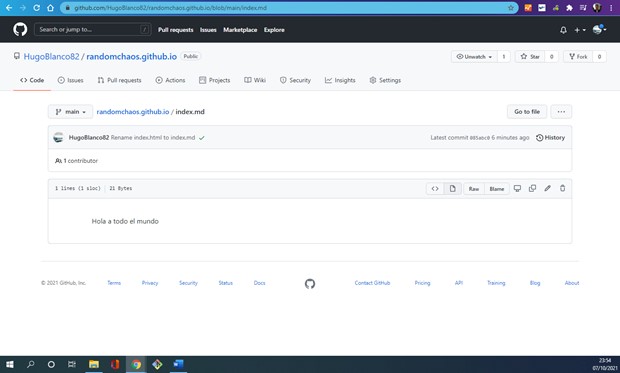 github.com/HugoBlanco82/randomchaos.github.io/blob/main/index.md
Search or jump to... / Pull requests Issues Marketplace Explore
HugoBlanco82 / randomchaos.github.io Public Unwatch 1 Star 0 Fork 0
Code Issues Pull requests Actions Projects Wiki Security Insights Settings
main randomchaos.github.io / index.md Go to file ...
HugoBlanco82 Rename index.html to index.md Latest commit 6 minutes ago History
1 contributor
1 lines (1 sloc) 21 Bytes Raw Blame
Hola a todo el mundo
© 2021 GitHub, Inc. Terms Privacy Security Status Docs Contact GitHub Pricing API Training Blog About
23:54
07/10/2021